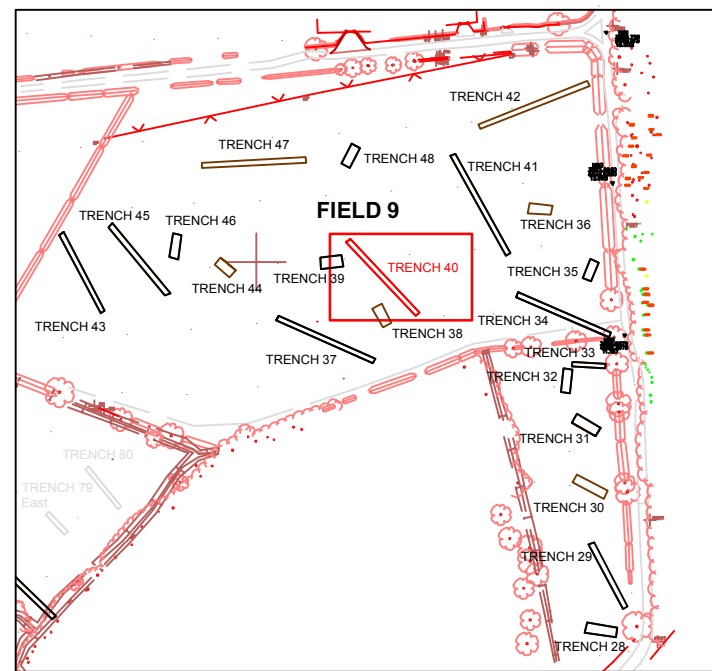 TRENCH 42
TRENCH 47
TRENCH 48
TRENCH 41
FIELD 9
TRENCH 45
TRENCH 46
TRENCH 36
TRENCH 40
TRENCH 39
TRENCH 35
TRENCH 44
TRENCH 34
TRENCH 43
TRENCH 38
TRENCH 37
TRENCH 33
TRENCH 32
TRENCH 31
TRENCH 80
TRENCH 79
East
TRENCH 30
TRENCH 29
TRENCH 28